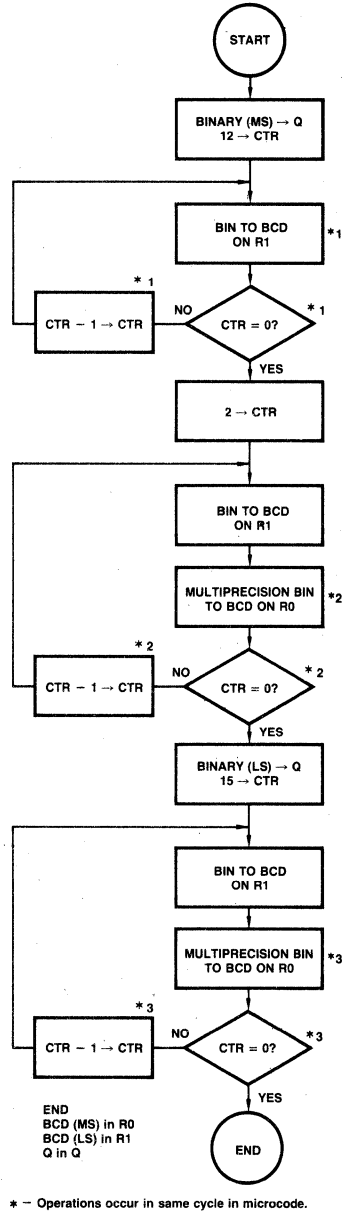 START
BINARY (MS) → Q
12 → CTR
BIN TO BCD
ON R1
*1
*1
CTR − 1 → CTR
NO
CTR = 0?
*1
YES
2 → CTR
BIN TO BCD
ON R1
MULTIPRECISION BIN
TO BCD ON R0
*2
*2
CTR − 1 → CTR
NO
CTR = 0?
*2
YES
BINARY (LS) → Q
15 → CTR
BIN TO BCD
ON R1
MULTIPRECISION BIN
TO BCD ON R0
*3
*3
CTR − 1 → CTR
NO
CTR = 0?
*3
YES
END
END
BCD (MS) in R0
BCD (LS) in R1
Q in Q
* − Operations occur in same cycle in microcode.